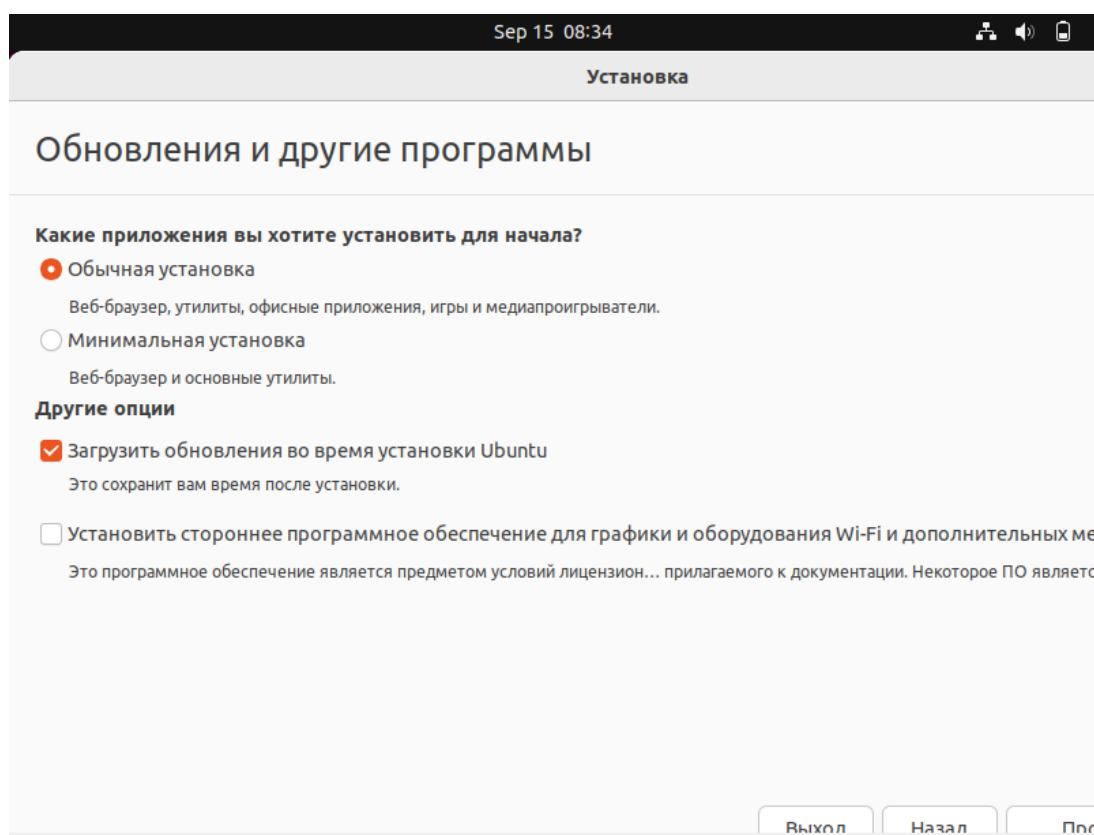 Sep 15 08:34
Установка
Обновления и другие программы
Какие приложения вы хотите установить для начала?
Обычная установка
Веб-браузер, утилиты, офисные приложения, игры и медиапроигрыватели.
Минимальная установка
Веб-браузер и основные утилиты.
Другие опции
Загрузить обновления во время установки Ubuntu
Это сохранит вам время после установки.
Установить стороннее программное обеспечение для графики и оборудования Wi-Fi и дополнительных ме
Это программное обеспечение является предметом условий лицензион… прилагаемого к документации. Некоторое ПО являетс
Выход Назад Про